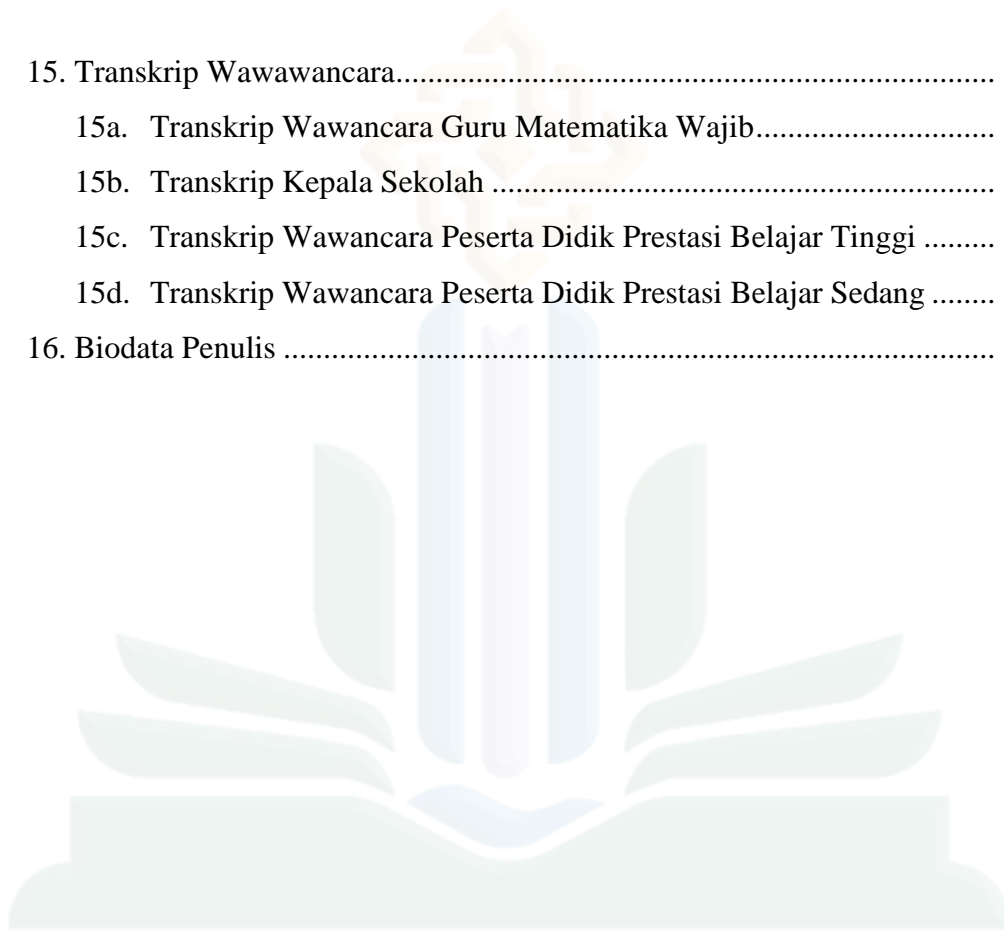 15. Transkrip Wawawancara...........................................................................
15a. Transkrip Wawancara Guru Matematika Wajib..............................
15b. Transkrip Kepala Sekolah ...............................................................
15c. Transkrip Wawancara Peserta Didik Prestasi Belajar Tinggi .........
15d. Transkrip Wawancara Peserta Didik Prestasi Belajar Sedang ........
16. Biodata Penulis .........................................................................................